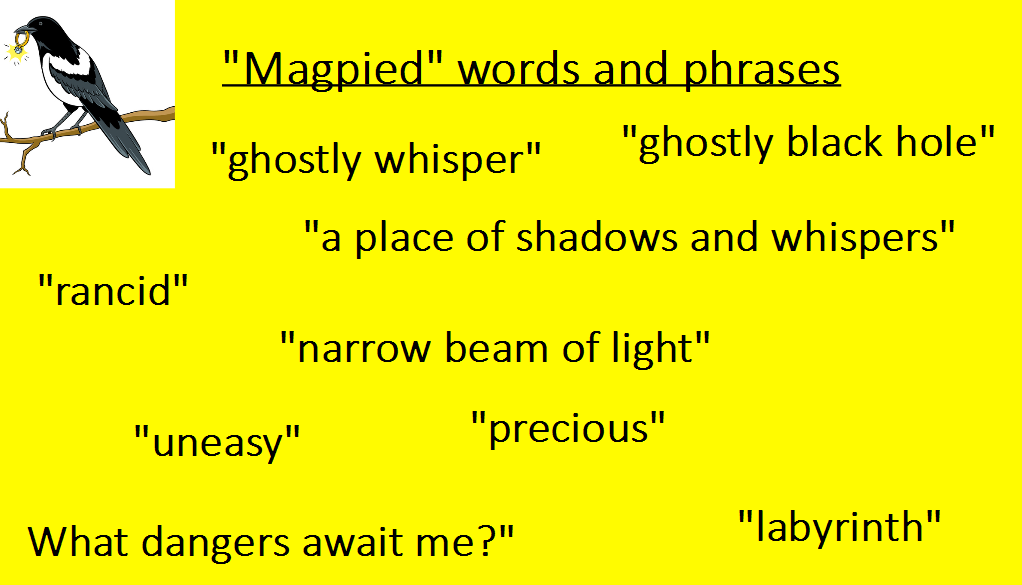 "Magpied" words and phrases
"ghostly whisper"
"ghostly black hole"
"a place of shadows and whispers"
"rancid"
"narrow beam of light"
"uneasy"
"precious"
What dangers await me?"
"labyrinth"